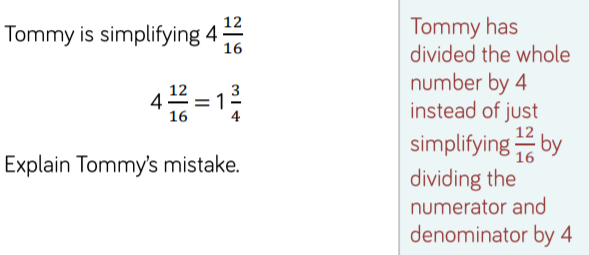 Tommy is simplifying 4 12/16
4 12/16 = 1 3/4
Explain Tommy's mistake.
Tommy has
divided the whole
number by 4
instead of just
simplifying 12/16 by
dividing the
numerator and
denominator by 4